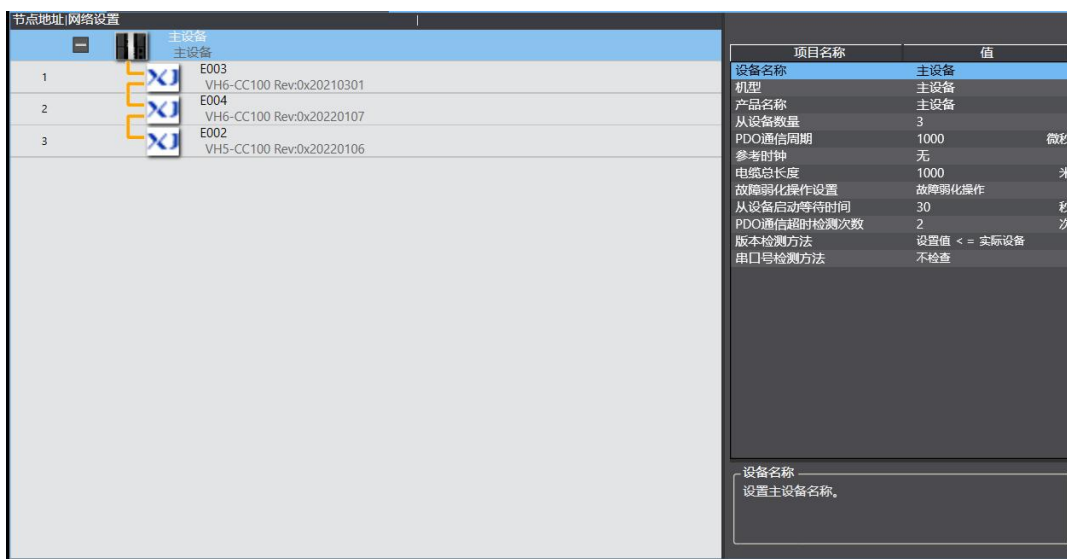 节点地址|网络设置
主设备
主设备
1
E003
VH6-CC100 Rev:0x20210301
2
E004
VH6-CC100 Rev:0x20220107
3
E002
VH5-CC100 Rev:0x20220106
项目名称 值
设备名称 主设备
机型 主设备
产品名称 主设备
从设备数量 3
PDO通信周期 1000 微秒
参考时钟 无
电缆总长度 1000 米
故障弱化操作设置 故障弱化操作
从设备启动等待时间 30 秒
PDO通信超时检测次数 2 次
版本检测方法 设置值 < = 实际设备
串口号检测方法 不检查
设备名称
设置主设备名称。